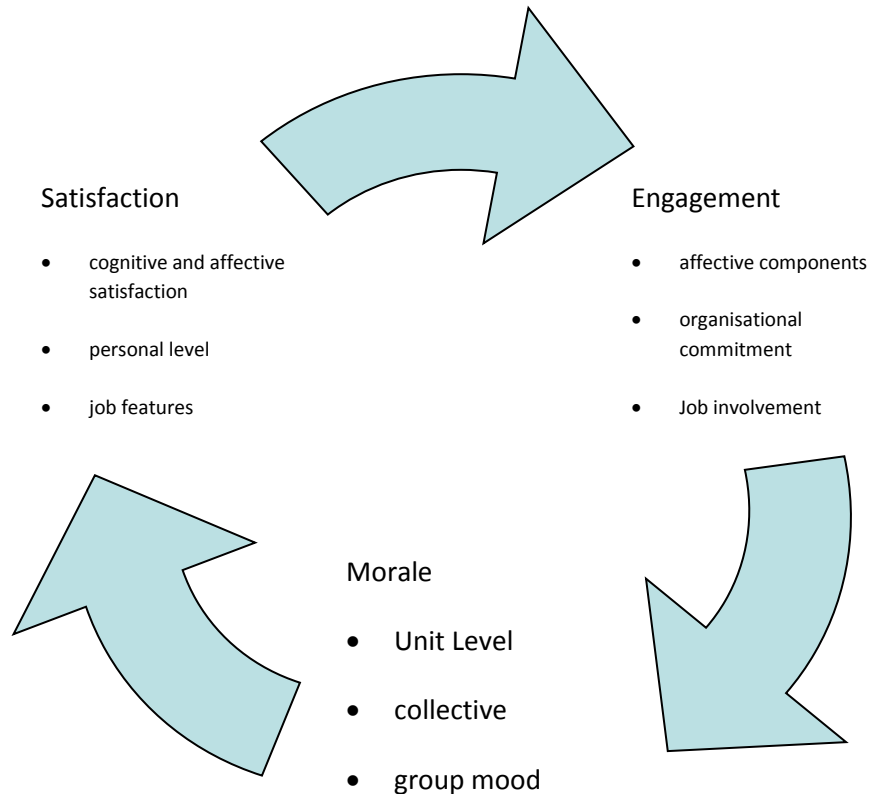 Satisfaction
• cognitive and affective
satisfaction
• personal level
• job features
Engagement
• affective components
• organisational
commitment
• Job involvement
Morale
• Unit Level
• collective
• group mood